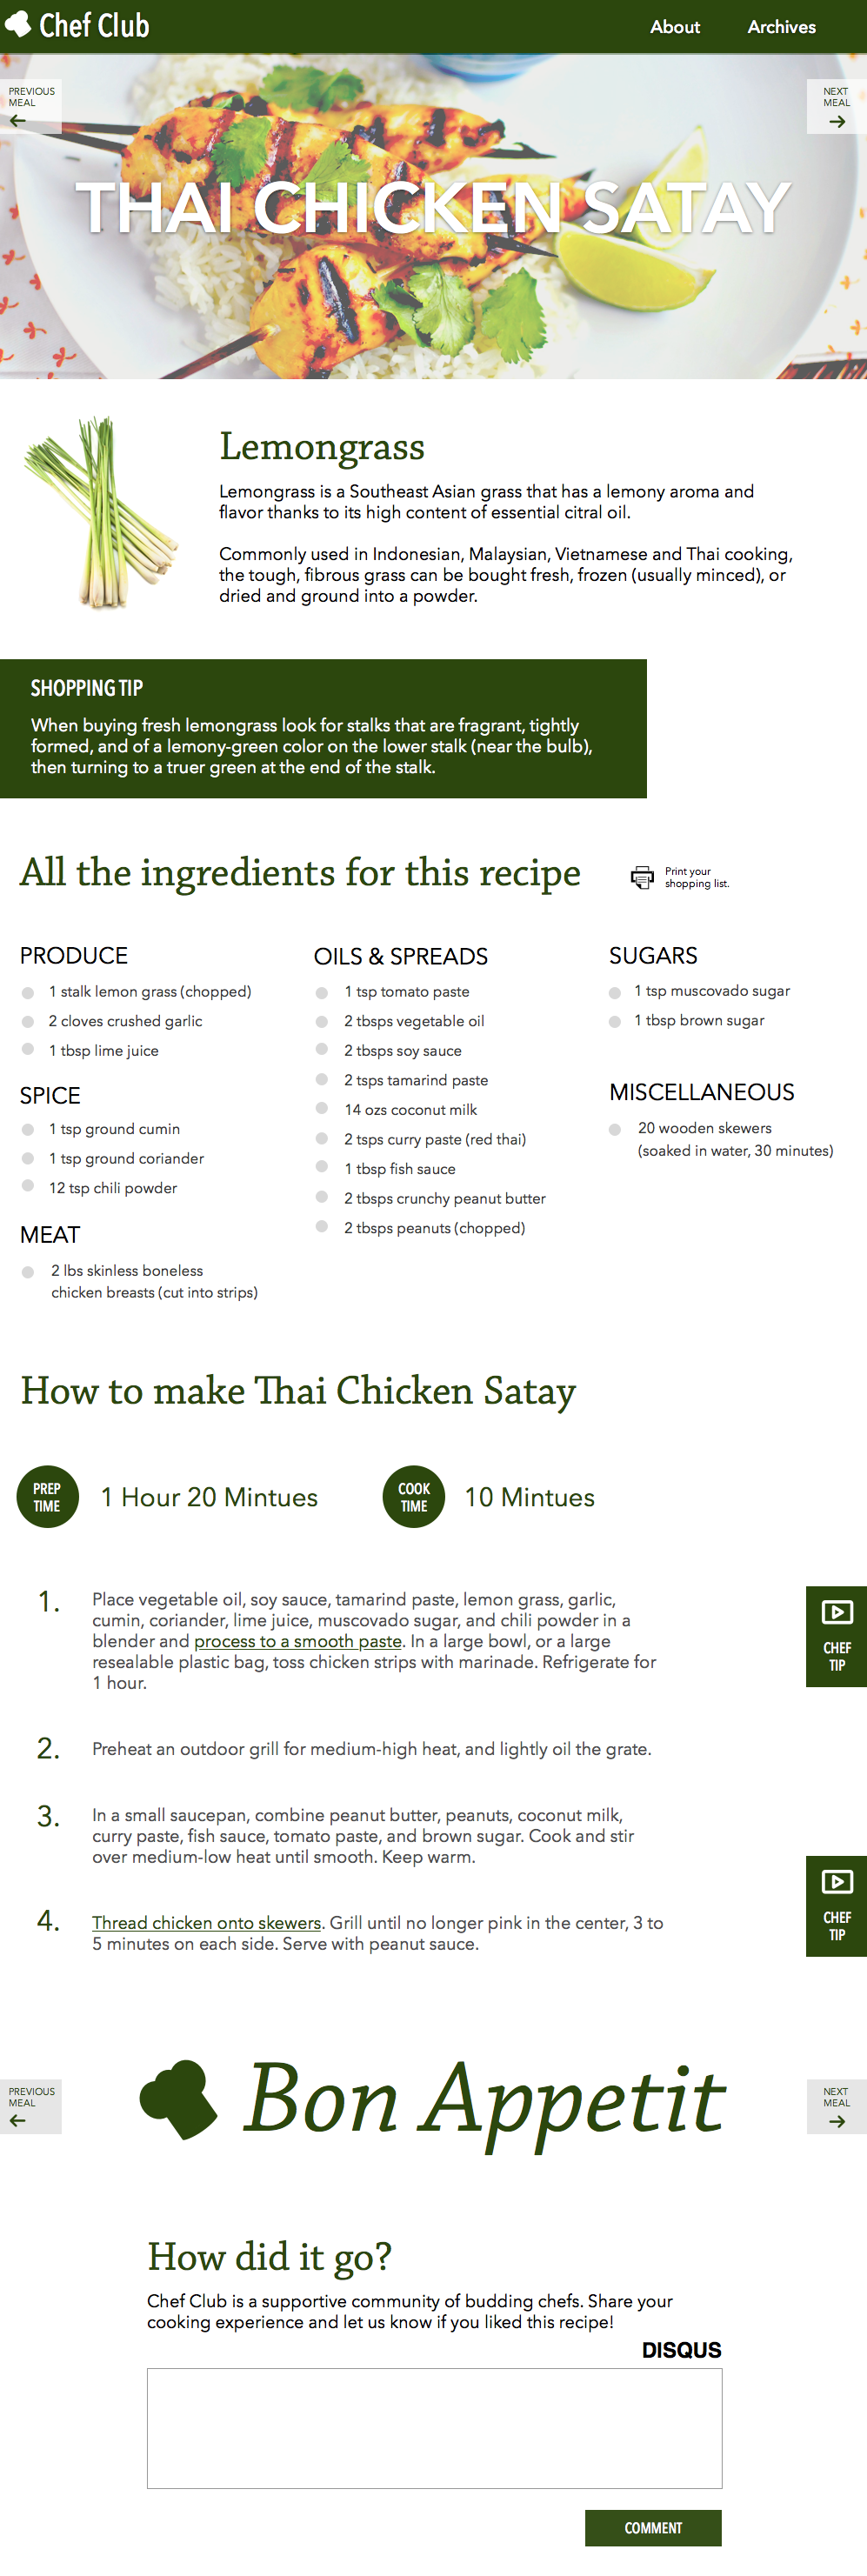 Chef Club
About Archives
PREVIOUS
MEAL
NEXT
MEAL
THAI CHICKEN SATAY
Lemongrass
Lemongrass is a Southeast Asian grass that has a lemony aroma and
flavor thanks to its high content of essential citral oil.
Commonly used in Indonesian, Malaysian, Vietnamese and Thai cooking,
the tough, fibrous grass can be bought fresh, frozen (usually minced), or
dried and ground into a powder.
SHOPPING TIP
When buying fresh lemongrass look for stalks that are fragrant, tightly
formed, and of a lemony-green color on the lower stalk (near the bulb),
then turning to a truer green at the end of the stalk.
All the ingredients for this recipe
Print your
shopping list.
PRODUCE
1 stalk lemon grass (chopped)
2 cloves crushed garlic
1 tbsp lime juice
SPICE
1 tsp ground cumin
1 tsp ground coriander
12 tsp chili powder
MEAT
2 lbs skinless boneless
chicken breasts (cut into strips)
OILS & SPREADS
1 tsp tomato paste
2 tbsps vegetable oil
2 tbsps soy sauce
2 tsps tamarind paste
14 ozs coconut milk
2 tsps curry paste (red thai)
1 tbsp fish sauce
2 tbsps crunchy peanut butter
2 tbsps peanuts (chopped)
SUGARS
1 tsp muscovado sugar
1 tbsp brown sugar
MISCELLANEOUS
20 wooden skewers
(soaked in water, 30 minutes)
How to make Thai Chicken Satay
PREP
TIME
1 Hour 20 Mintues
COOK
TIME
10 Mintues
1. Place vegetable oil, soy sauce, tamarind paste, lemon grass, garlic,
cumin, coriander, lime juice, muscovado sugar, and chili powder in a
blender and process to a smooth paste. In a large bowl, or a large
resealable plastic bag, toss chicken strips with marinade. Refrigerate for
1 hour.
CHEF
TIP
2. Preheat an outdoor grill for medium-high heat, and lightly oil the grate.
3. In a small saucepan, combine peanut butter, peanuts, coconut milk,
curry paste, fish sauce, tomato paste, and brown sugar. Cook and stir
over medium-low heat until smooth. Keep warm.
4. Thread chicken onto skewers. Grill until no longer pink in the center, 3 to
5 minutes on each side. Serve with peanut sauce.
CHEF
TIP
PREVIOUS
MEAL
Bon Appetit
NEXT
MEAL
How did it go?
Chef Club is a supportive community of budding chefs. Share your
cooking experience and let us know if you liked this recipe!
DISQUS
COMMENT